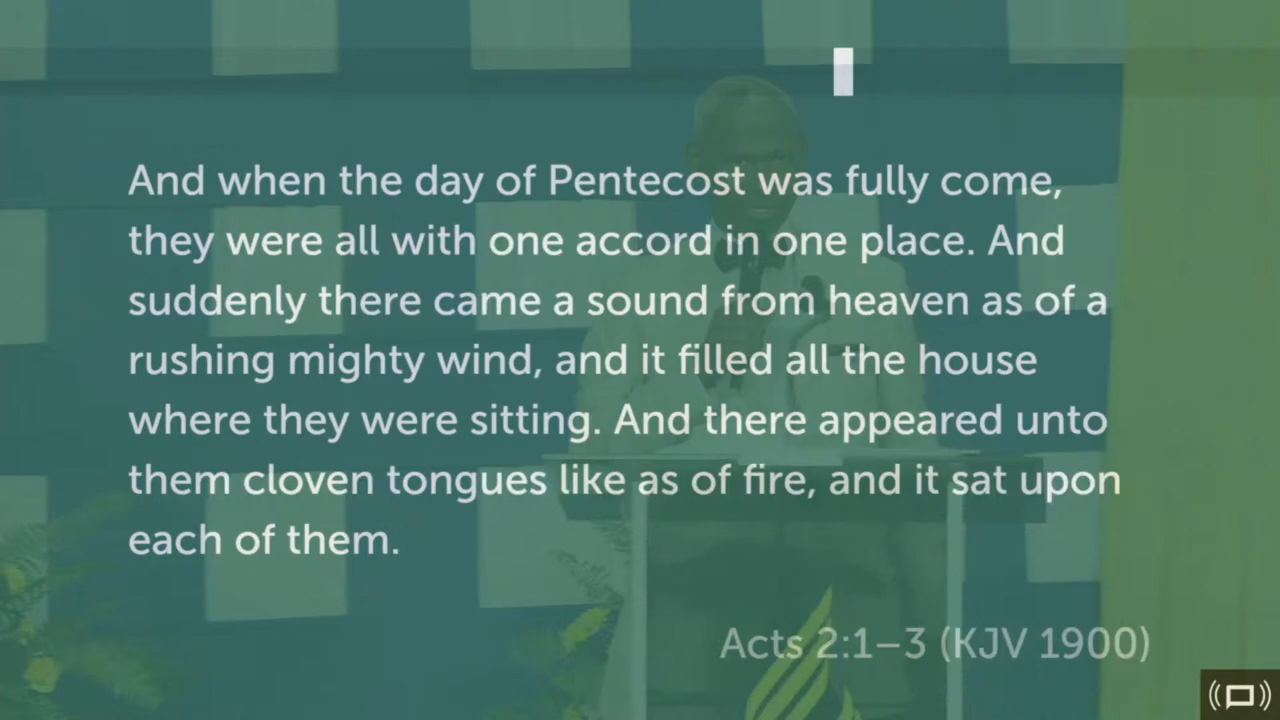 And when the day of Pentecost was fully come,
they were all with one accord in one place. And
suddenly there came a sound from heaven as of a
rushing mighty wind, and it filled all the house
where they were sitting. And there appeared unto
them cloven tongues like as of fire, and it sat upon
each of them.
Acts 2:1–3 (KJV 1900)